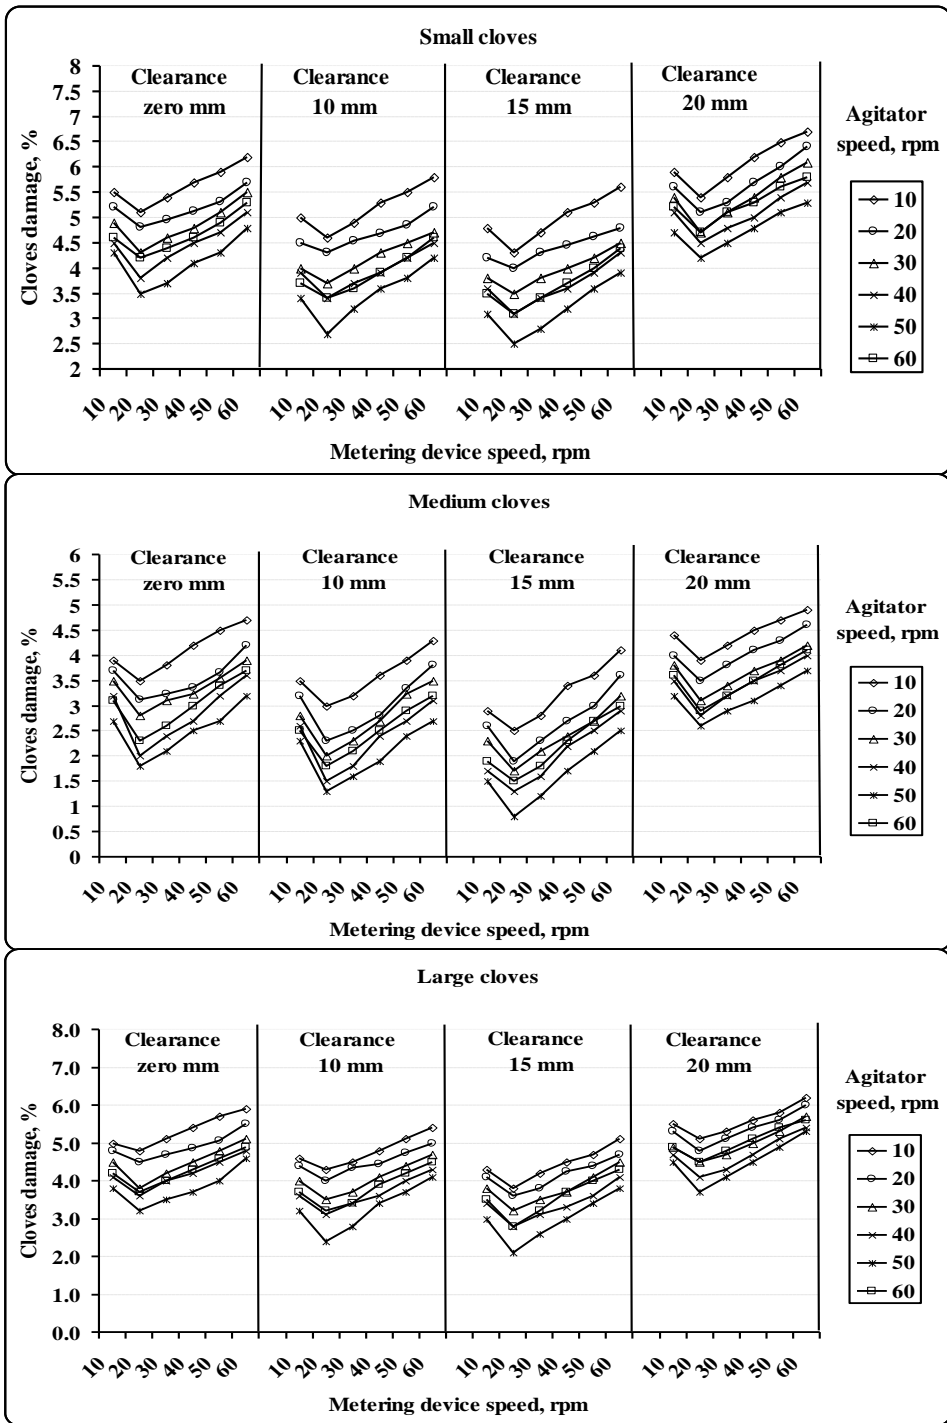 Small cloves
Clearance
zero mm
Clearance
10 mm
Clearance
15 mm
Clearance
20 mm
Cloves damage, %
8
7.5
7
6.5
6
5.5
5
4.5
4
3.5
3
2.5
2
10 20 30 40 50 60 10 20 30 40 50 60 10 20 30 40 50 60 10 20 30 40 50 60
Metering device speed, rpm
Agitator
speed, rpm
10
20
30
40
50
60
Medium cloves
Clearance
zero mm
Clearance
10 mm
Clearance
15 mm
Clearance
20 mm
Cloves damage, %
6
5.5
5
4.5
4
3.5
3
2.5
2
1.5
1
0.5
0
10 20 30 40 50 60 10 20 30 40 50 60 10 20 30 40 50 60 10 20 30 40 50 60
Metering device speed, rpm
Agitator
speed, rpm
10
20
30
40
50
60
Large cloves
Clearance
zero mm
Clearance
10 mm
Clearance
15 mm
Clearance
20 mm
Cloves damage, %
8.0
7.0
6.0
5.0
4.0
3.0
2.0
1.0
0.0
10 20 30 40 50 60 10 20 30 40 50 60 10 20 30 40 50 60 10 20 30 40 50 60
Metering device speed, rpm
Agitator
speed, rpm
10
20
30
40
50
60